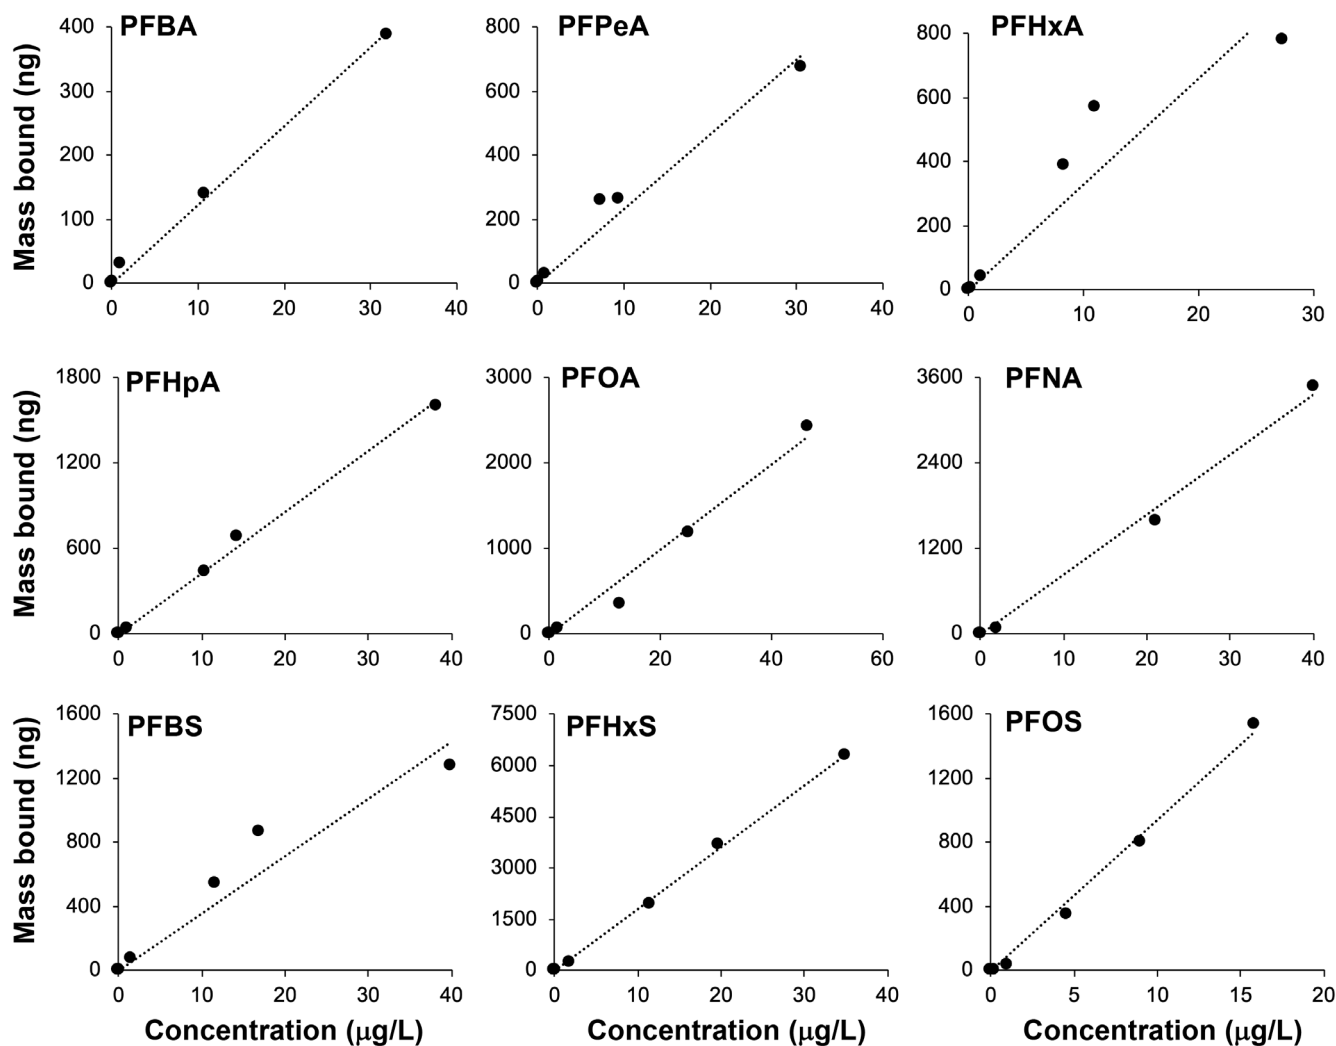 PFBA
PFPeA
PFHxA
Mass bound (ng)
400
300
200
100
0
0 10 20 30 40
800
600
400
200
0
0 10 20 30 40
800
600
400
200
0
0 10 20 30
PFHpA
PFOA
PFNA
Mass bound (ng)
1800
1200
600
0
0 10 20 30 40
3000
2000
1000
0
0 20 40 60
3600
2400
1200
0
0 10 20 30 40
PFBS
PFHxS
PFOS
Mass bound (ng)
1600
1200
800
400
0
0 10 20 30 40
7500
6000
4500
3000
1500
0
0 10 20 30 40
1600
1200
800
400
0
0 5 10 15 20
Concentration (µg/L)
Concentration (µg/L)
Concentration (µg/L)